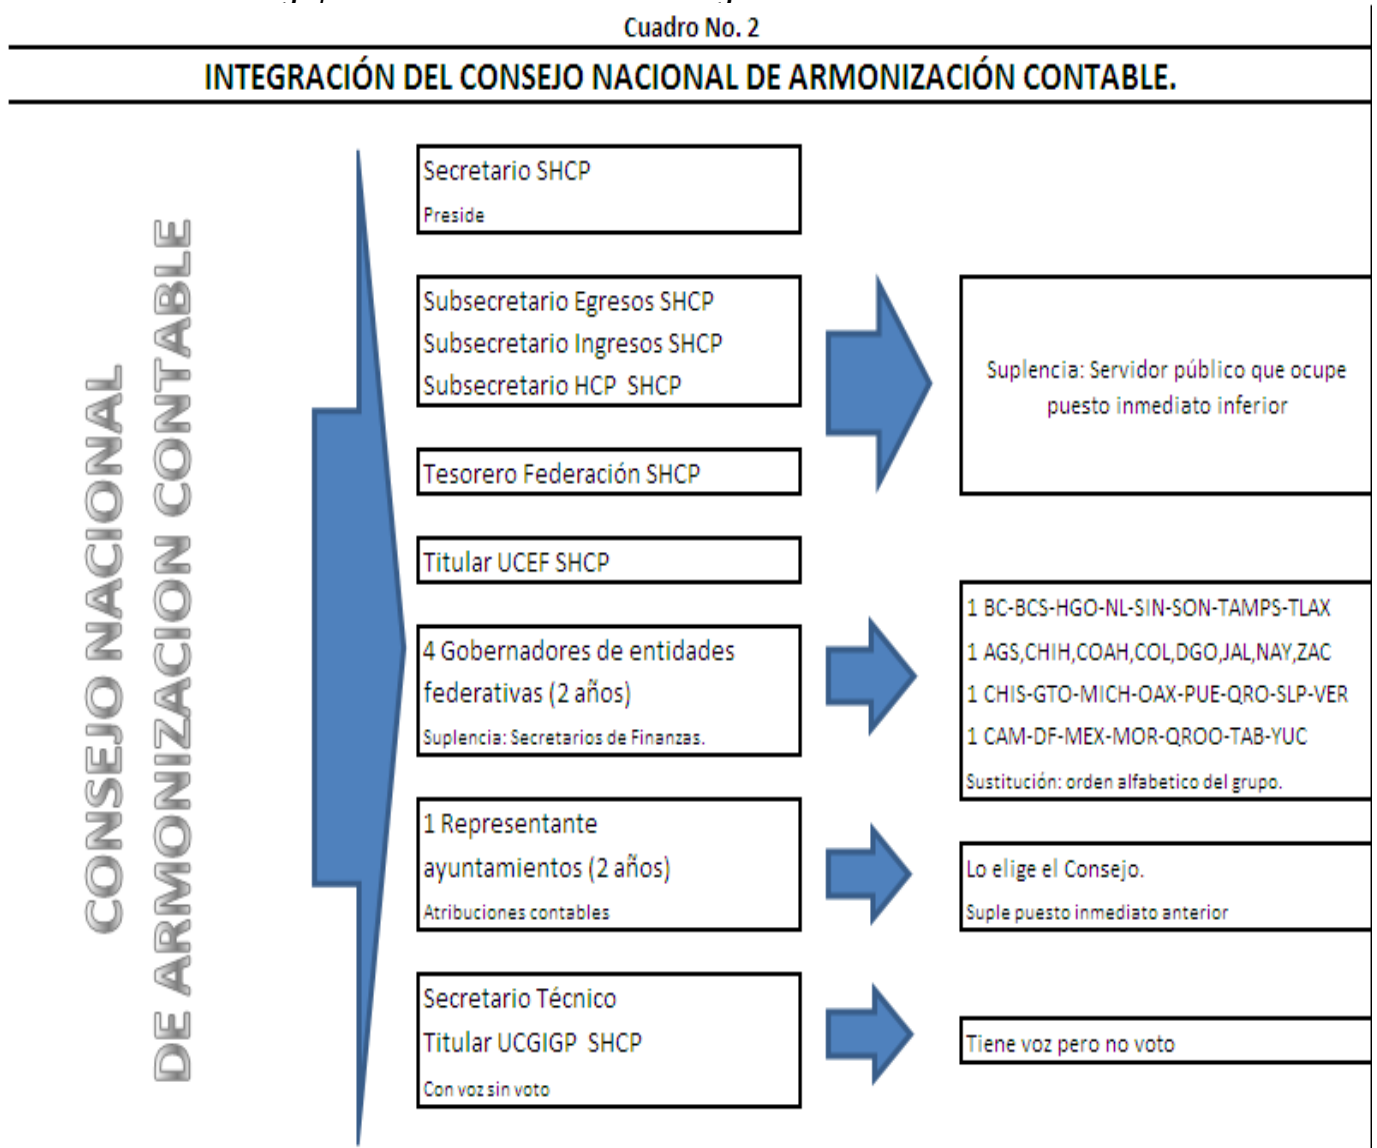 Cuadro No. 2
INTEGRACIÓN DEL CONSEJO NACIONAL DE ARMONIZACIÓN CONTABLE.
CONSEJO NACIONAL
DE ARMONIZACION CONTABLE
Secretario SHCP
Preside
Subsecretario Egresos SHCP
Subsecretario Ingresos SHCP
Subsecretario HCP SHCP
Tesorero Federación SHCP
Suplencia: Servidor público que ocupe
puesto inmediato inferior
Titular UCEF SHCP
4 Gobernadores de entidades
federativas (2 años)
Suplencia: Secretarios de Finanzas.
1 BC-BCS-HGO-NL-SIN-SON-TAMPS-TLAX
1 AGS,CHIH,COAH,COL,DGO,JAL,NAY,ZAC
1 CHIS-GTO-MICH-OAX-PUE-QRO-SLP-VER
1 CAM-DF-MEX-MOR-QROO-TAB-YUC
Sustitución: orden alfabetico del grupo.
1 Representante
ayuntamientos (2 años)
Atribuciones contables
Lo elige el Consejo.
Suple puesto inmediato anterior
Secretario Técnico
Titular UCGIGP SHCP
Con voz sin voto
Tiene voz pero no voto